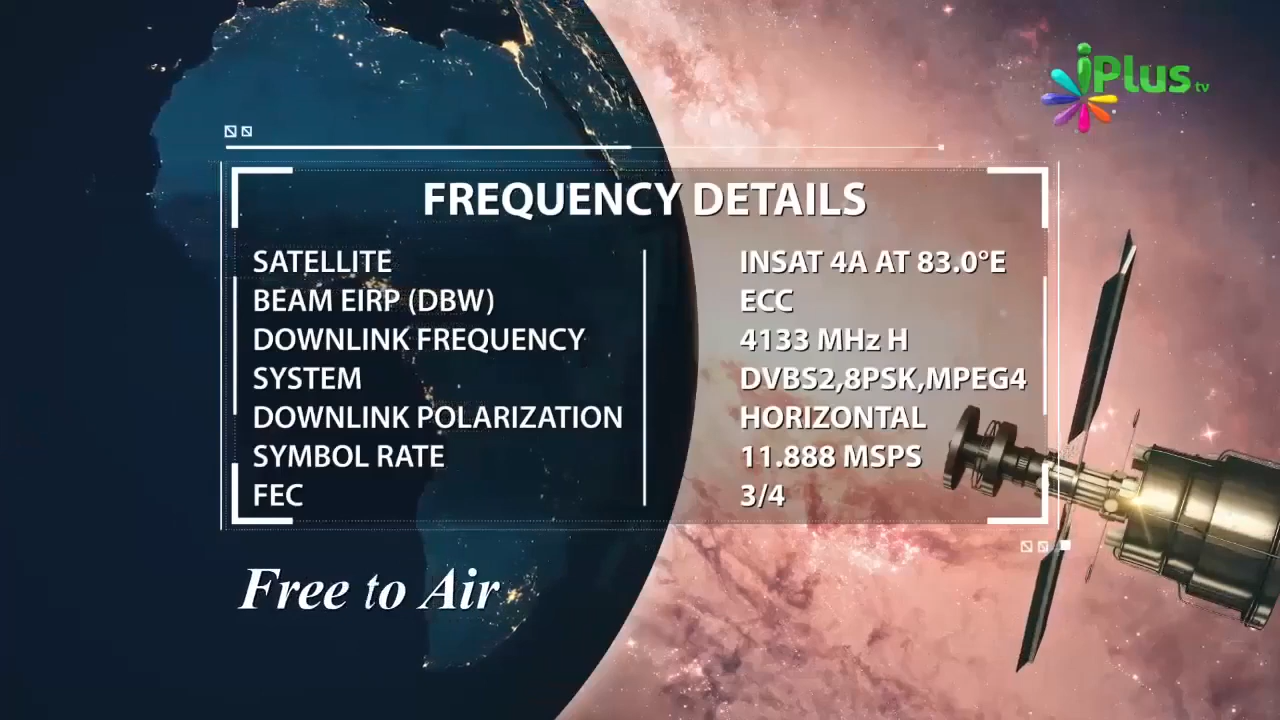 iPlus tv
FREQUENCY DETAILS
SATELLITE INSAT 4A AT 83.0°E
BEAM EIRP (DBW) ECC
DOWNLINK FREQUENCY 4133 MHz H
SYSTEM DVBS2,8PSK,MPEG4
DOWNLINK POLARIZATION HORIZONTAL
SYMBOL RATE 11.888 MSPS
FEC 3/4
Free to Air